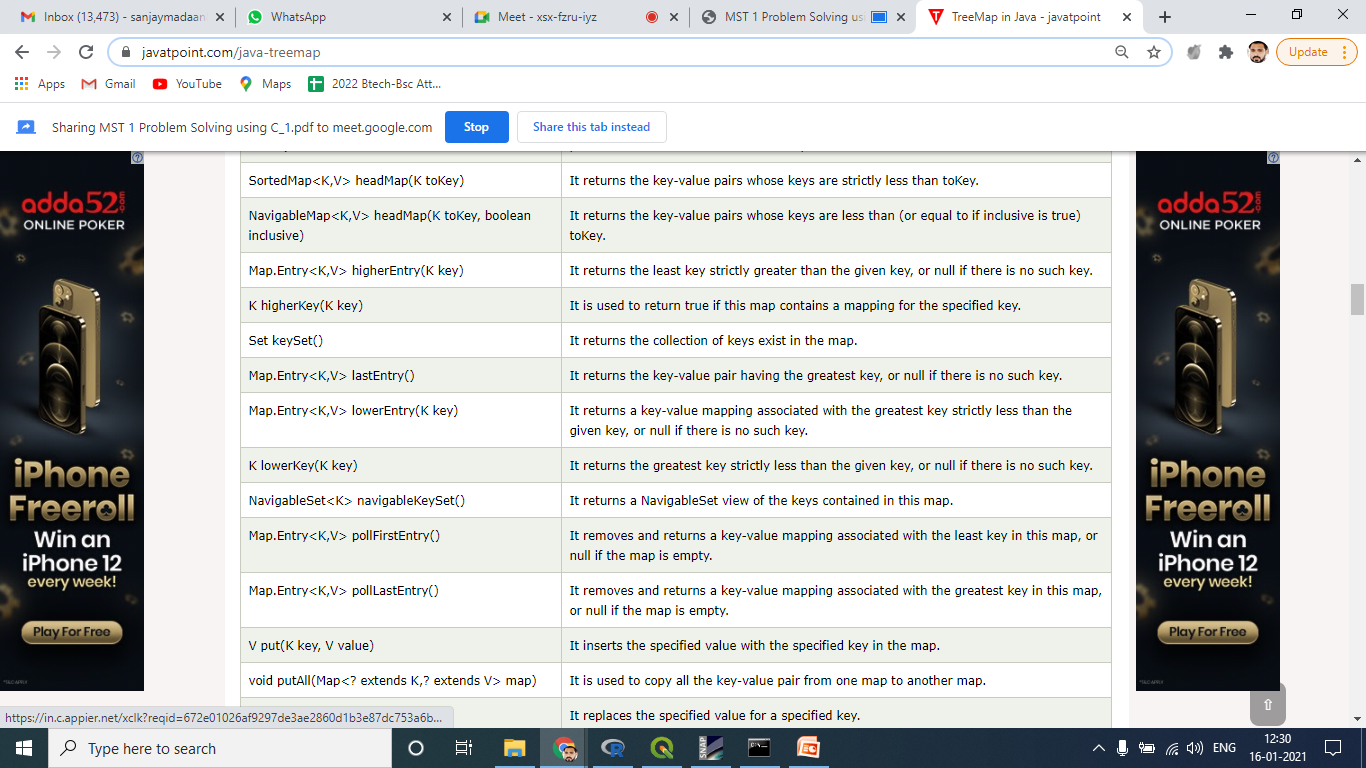 Inbox (13,473) - sanjaymadaan
WhatsApp
Meet - xsx-fzru-iyz
MST 1 Problem Solving us
TreeMap in Java - javatpoint
javatpoint.com/java-treemap
Update
Apps
Gmail
YouTube
Maps
2022 Btech-Bsc Att...
Sharing MST 1 Problem Solving using C_1.pdf to meet.google.com
Stop
Share this tab instead
SortedMap<K,V> headMap(K toKey)
It returns the key-value pairs whose keys are strictly less than toKey.
NavigableMap<K,V> headMap(K toKey, boolean
inclusive)
It returns the key-value pairs whose keys are less than (or equal to if inclusive is true)
toKey.
Map.Entry<K,V> higherEntry(K key)
It returns the least key strictly greater than the given key, or null if there is no such key.
K higherKey(K key)
It is used to return true if this map contains a mapping for the specified key.
Set keySet()
It returns the collection of keys exist in the map.
Map.Entry<K,V> lastEntry()
It returns the key-value pair having the greatest key, or null if there is no such key.
Map.Entry<K,V> lowerEntry(K key)
It returns a key-value mapping associated with the greatest key strictly less than the
given key, or null if there is no such key.
K lowerKey(K key)
It returns the greatest key strictly less than the given key, or null if there is no such key.
NavigableSet<K> navigableKeySet()
It returns a NavigableSet view of the keys contained in this map.
Map.Entry<K,V> pollFirstEntry()
It removes and returns a key-value mapping associated with the least key in this map, or
null if the map is empty.
Map.Entry<K,V> pollLastEntry()
It removes and returns a key-value mapping associated with the greatest key in this map,
or null if the map is empty.
V put(K key, V value)
It inserts the specified value with the specified key in the map.
void putAll(Map<? extends K,? extends V> map)
It is used to copy all the key-value pair from one map to another map.
It replaces the specified value for a specified key.
adda52.com
ONLINE POKER
iPhone
Freeroll
Win an
iPhone 12
every week!
Play For Free
*T&C APPLY
adda52.com
ONLINE POKER
iPhone
Freeroll
Win an
iPhone 12
every week!
Play For Free
*T&C APPLY
https://in.c.appier.net/xclk?reqid=672e01026af9297de3ae2860d1b3e87dc753a6b...
Type here to search
SNAP
ENG
12:30
16-01-2021